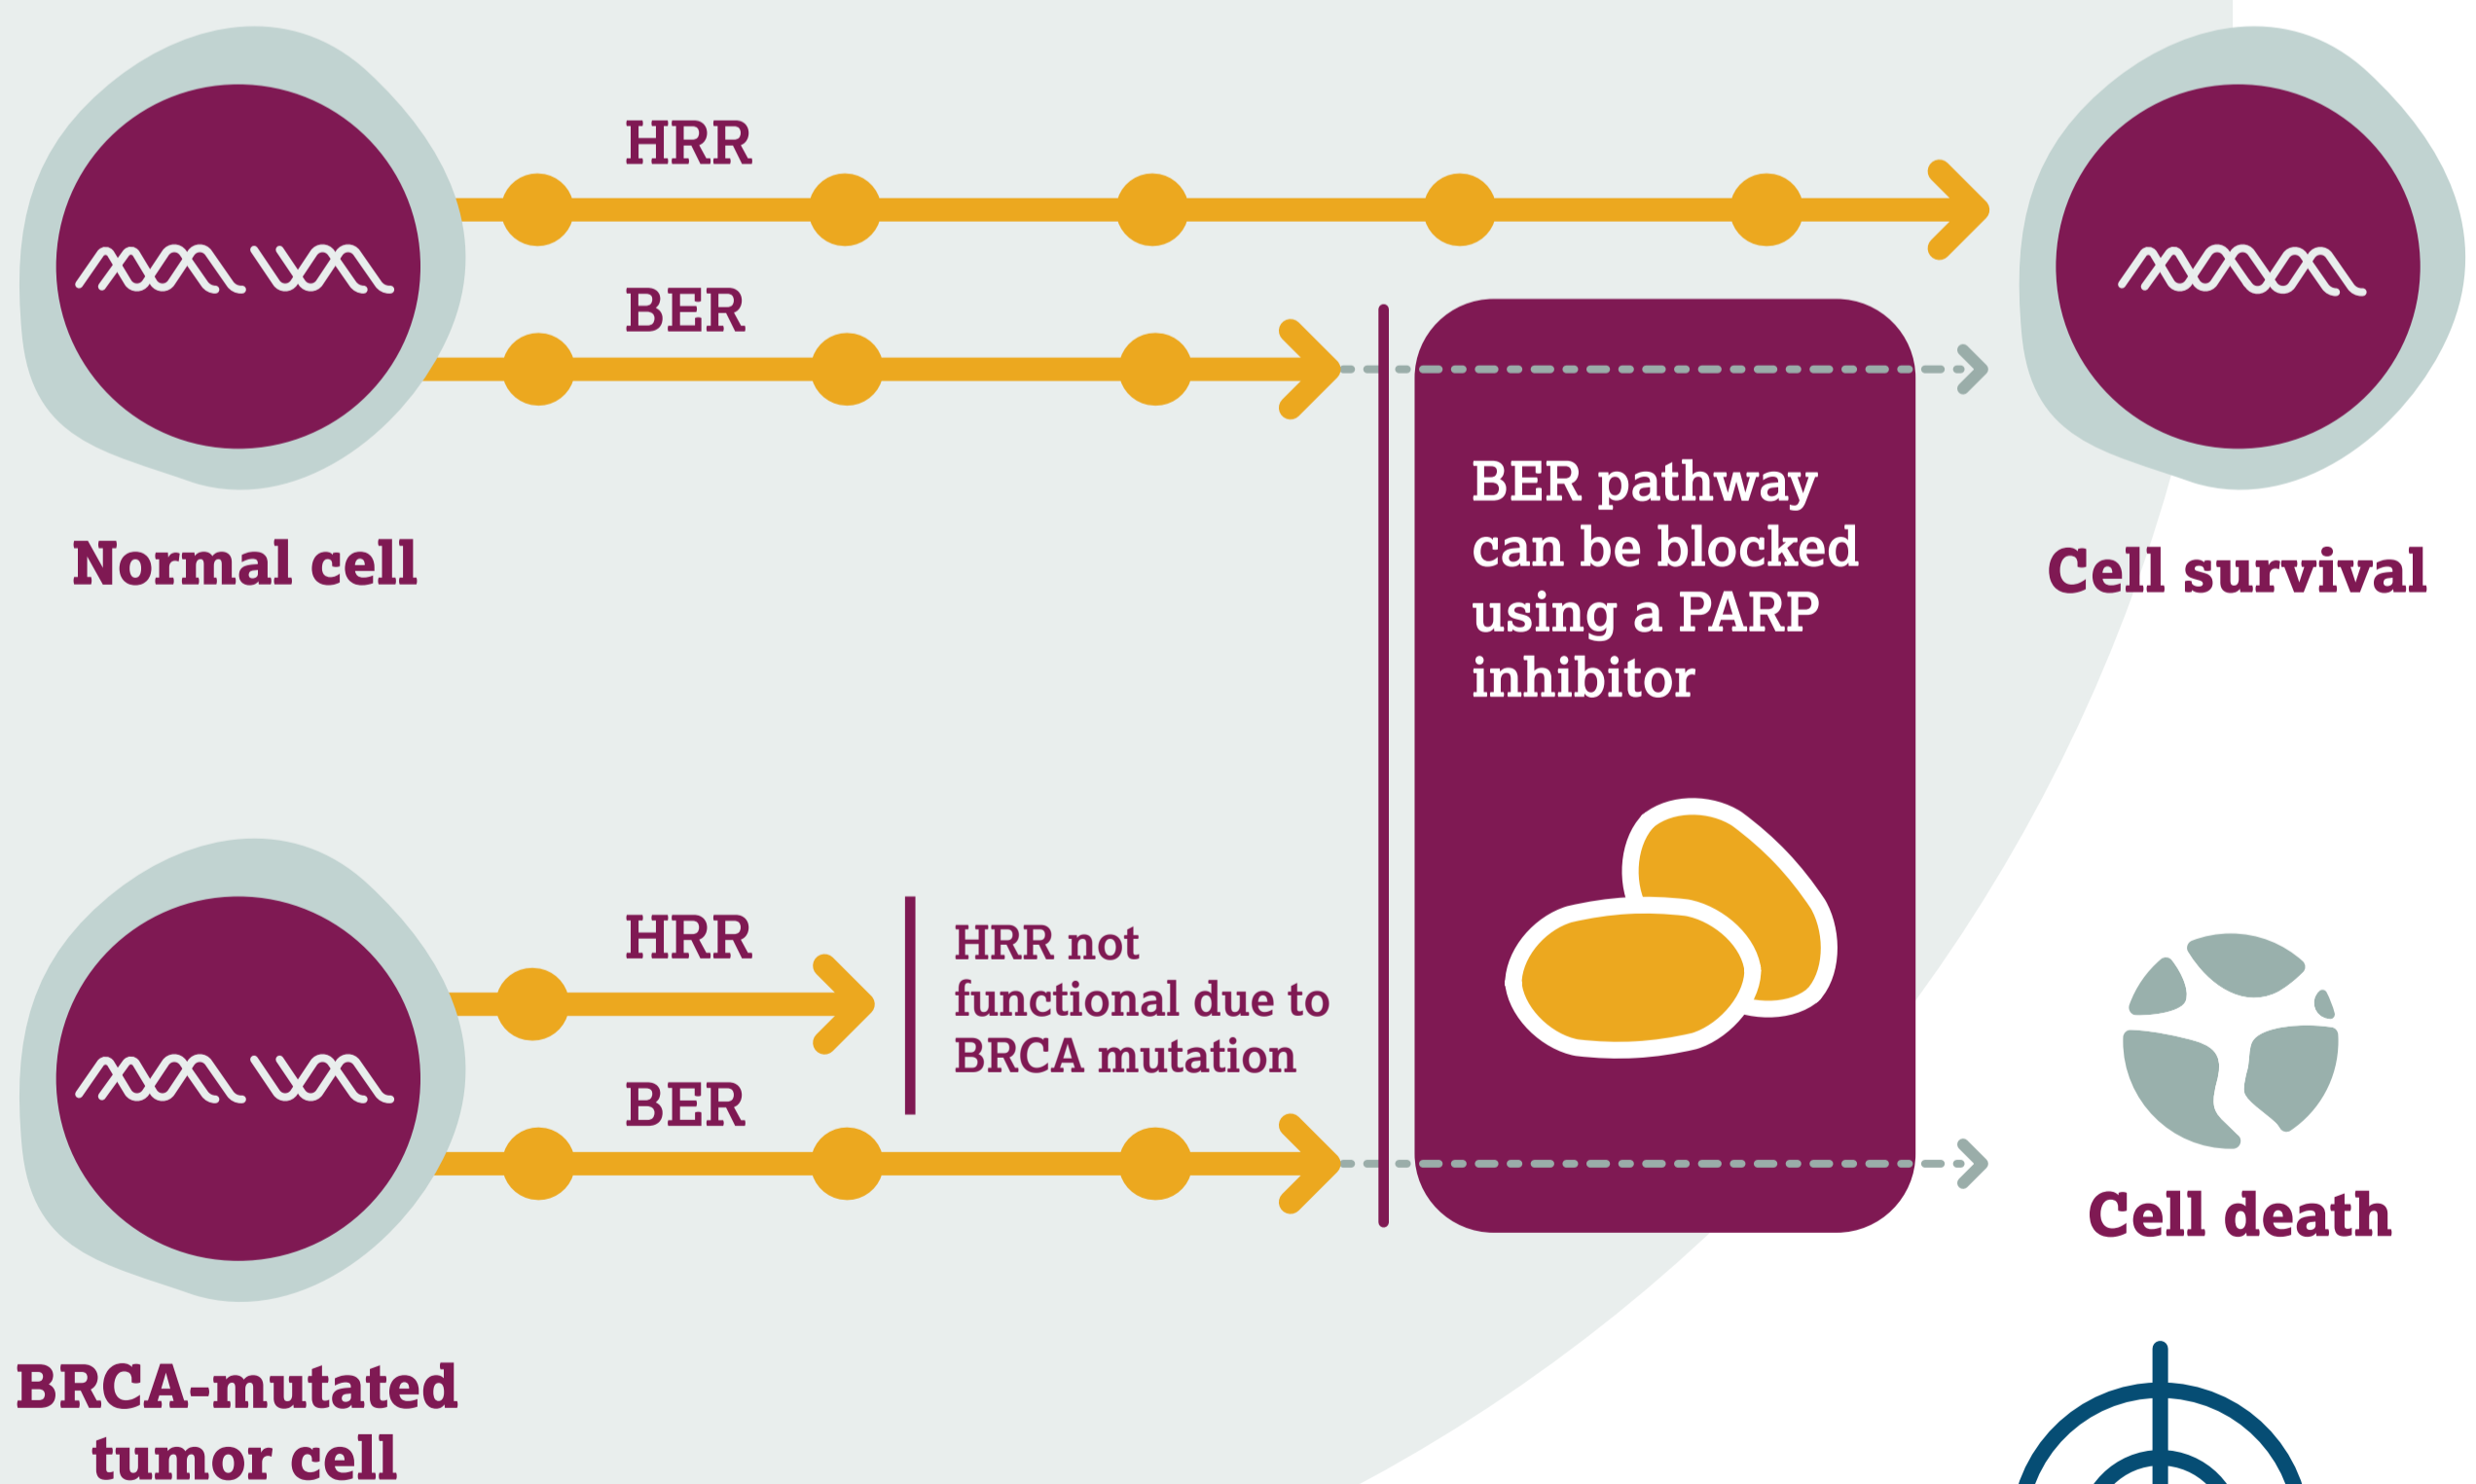 HRR
BER
Normal cell
BER pathway
can be blocked
using a PARP
inhibitor
Cell survival
HRR
HRR not
functional due to
BRCA mutation
BER
Cell death
BRCA-mutated
tumor cell